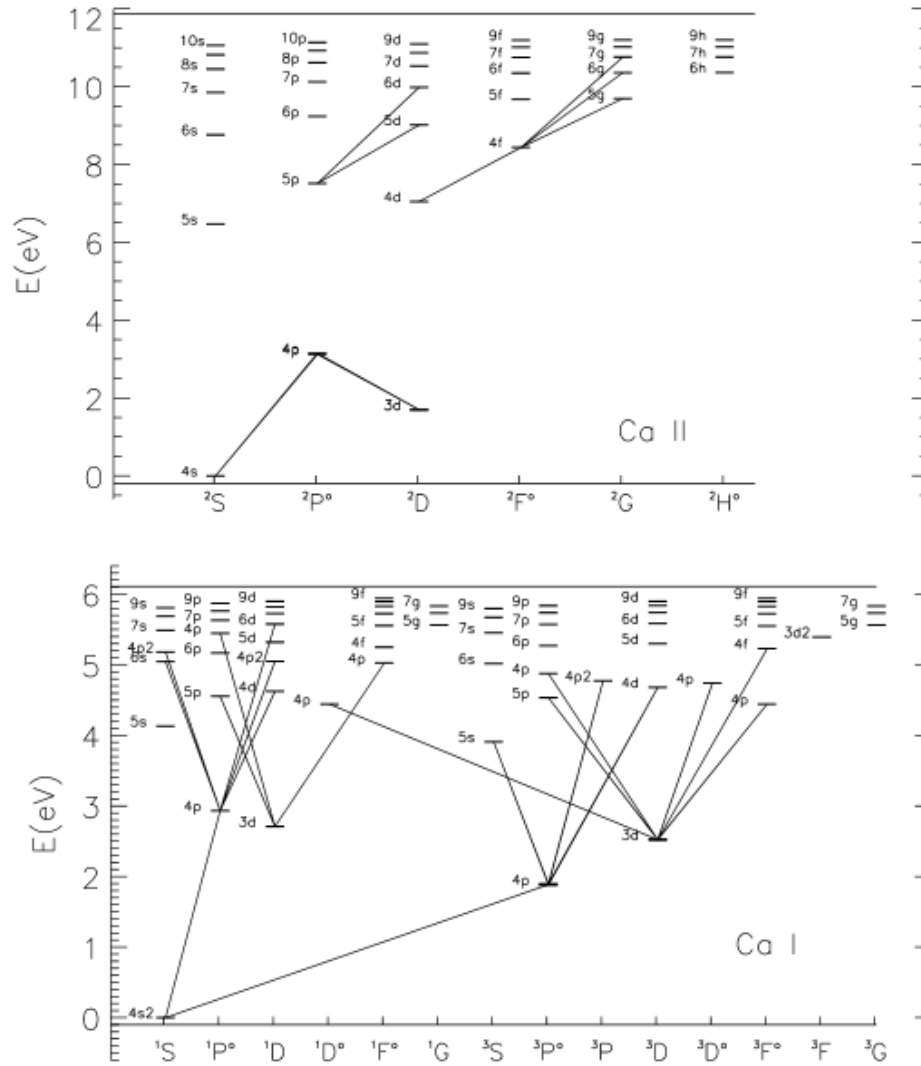 12
10s 10p 9d 9f 9g 9h
8s 8p 7d 7f 7g 7h
10
7s 7p 6d 6f 6g 6h
6s 6p 5d 5f 5g
8
5p 4d 4f
5s
6
E(eV)
4
4p
2
3d
Ca II
0
4s
²S ²P° ²D ²F° ²G ²H°
6
9s 9p 9d 9f 7g 9s 9p 9d 9f 7g
7s 7p 6d 5f 5g 7s 7p 6d 5f 5g
4p2 4p 5d 4f 6p 5d 4f 3d2
6s 6p 4p2 4p 6s 4p 4p2 4d 4p
5
5s 5p 4d 4p 5s 5p 4p
4
E(eV)
3
4p 3d 3d
2
4p
1
Ca I
0
4s2
E ¹S ¹P° ¹D ¹D° ¹F° ¹G ³S ³P° ³P ³D ³D° ³F° ³F ³G